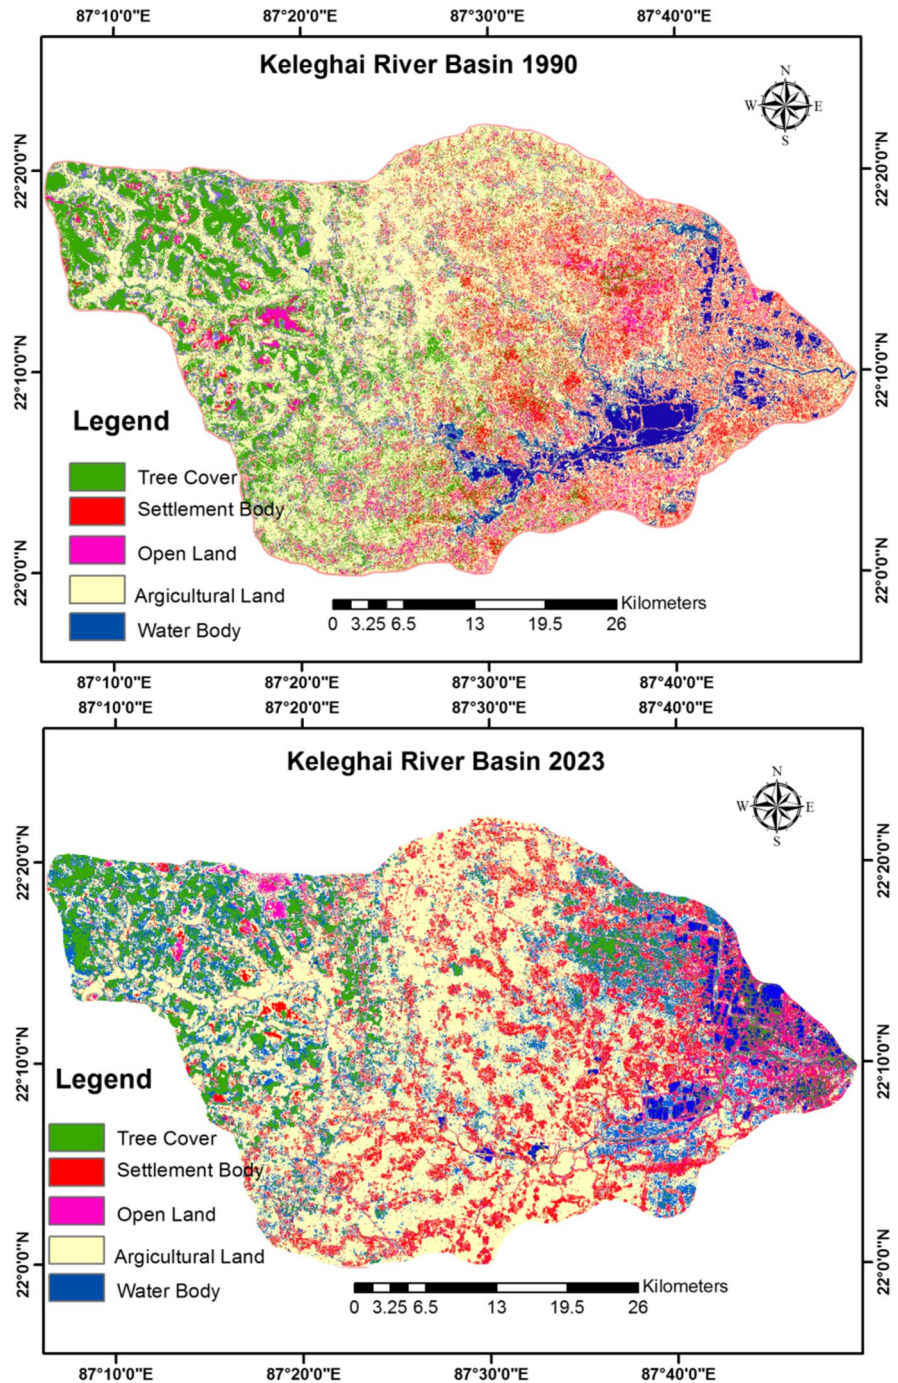 87°10'0"E 87°20'0"E 87°30'0"E 87°40'0"E
Keleghai River Basin 1990
N
W E
S
22°20'0"N 22°20'0"N
22°10'0"N 22°10'0"N
Legend
Tree Cover
Settlement Body
Open Land
Argicultural Land
Water Body
22°0'0"N 22°0'0"N
Kilometers
0 3.25 6.5 13 19.5 26
87°10'0"E 87°20'0"E 87°30'0"E 87°40'0"E
87°10'0"E 87°20'0"E 87°30'0"E 87°40'0"E
Keleghai River Basin 2023
N
W E
S
22°20'0"N 22°20'0"N
22°10'0"N 22°10'0"N
Legend
Tree Cover
Settlement Body
Open Land
Argicultural Land
Water Body
22°0'0"N 22°0'0"N
Kilometers
0 3.25 6.5 13 19.5 26
87°10'0"E 87°20'0"E 87°30'0"E 87°40'0"E